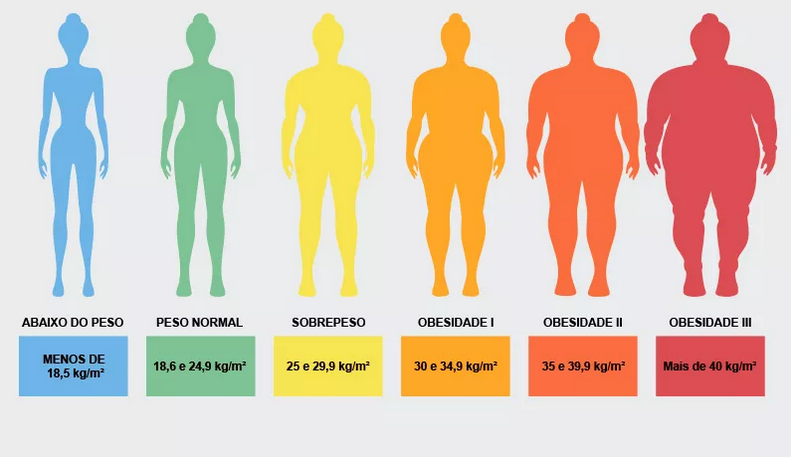 ABAIXO DO PESO
PESO NORMAL
SOBREPESO
OBESIDADE I
OBESIDADE II
OBESIDADE III
MENOS DE
18,5 kg/m²
18,6 e 24,9 kg/m²
25 e 29,9 kg/m²
30 e 34,9 kg/m²
35 e 39,9 kg/m²
Mais de 40 kg/m²